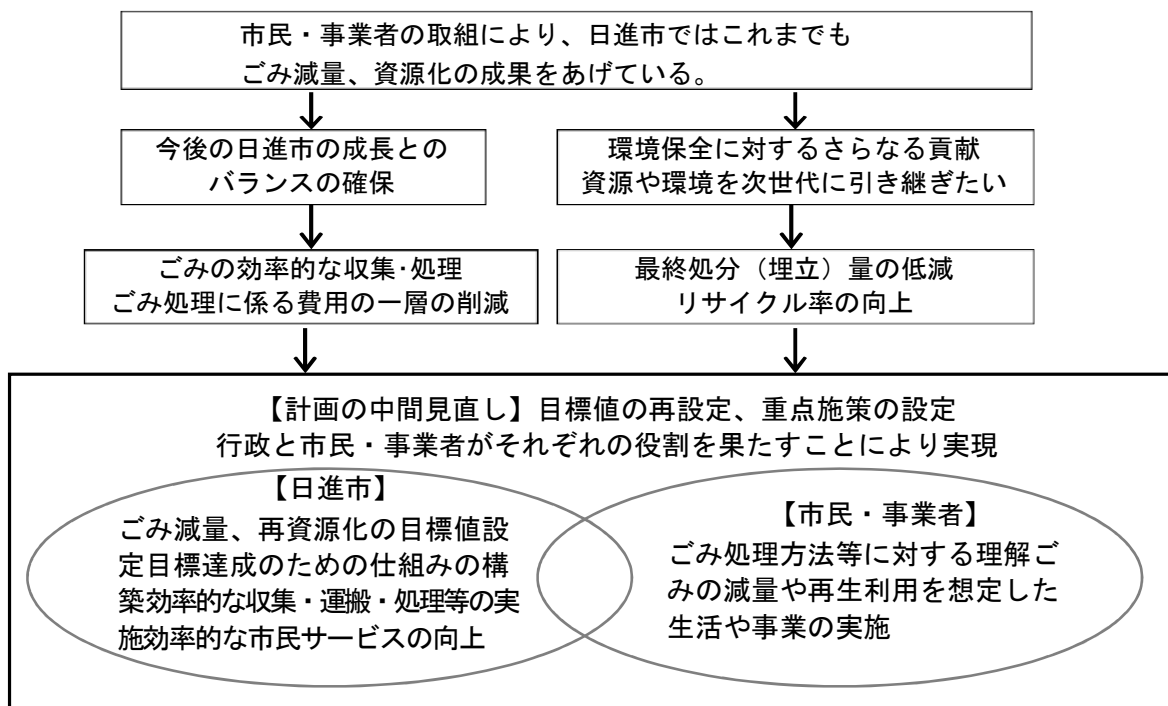 市民・事業者の取組により、日進市ではこれまでも
ごみ減量、資源化の成果をあげている。
今後の日進市の成長との
バランスの確保
環境保全に対するさらなる貢献
資源や環境を次世代に引き継ぎたい
ごみの効率的な収集・処理
ごみ処理に係る費用の一層の削減
最終処分（埋立）量の低減
リサイクル率の向上
【計画の中間見直し】目標値の再設定、重点施策の設定
行政と市民・事業者がそれぞれの役割を果たすことにより実現
【日進市】
ごみ減量、再資源化の目標値設
定目標達成のための仕組みの構
築効率的な収集・運搬・処理等の実
施効率的な市民サービスの向上
【市民・事業者】
ごみ処理方法等に対する理解ご
みの減量や再生利用を想定した
生活や事業の実施